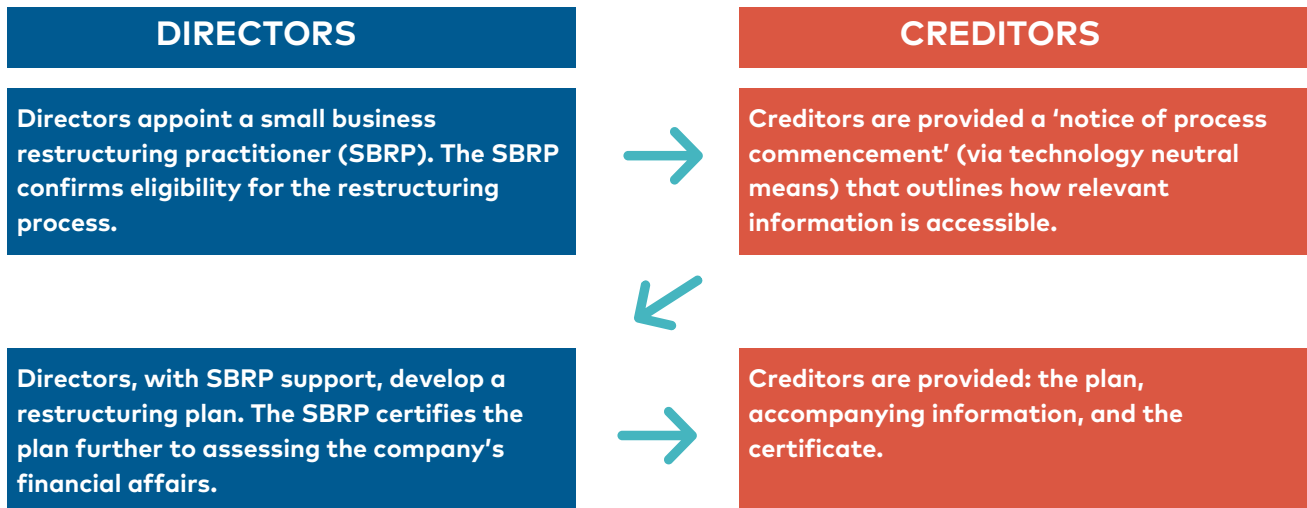 DIRECTORS
CREDITORS
Directors appoint a small business
restructuring practitioner (SBRP). The SBRP
confirms eligibility for the restructuring
process.
Creditors are provided a ‘notice of process
commencement’ (via technology neutral
means) that outlines how relevant
information is accessible.
Directors, with SBRP support, develop a
restructuring plan. The SBRP certifies the
plan further to assessing the company’s
financial affairs.
Creditors are provided: the plan,
accompanying information, and the
certificate.